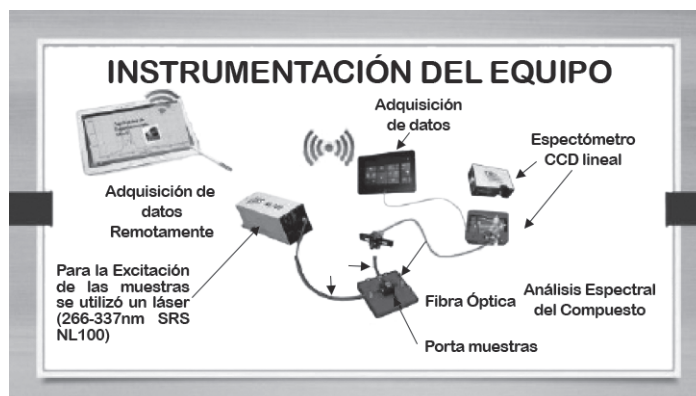 INSTRUMENTACIÓN DEL EQUIPO
Adquisición
de datos
Espectómetro
CCD lineal
Adquisición de
datos
Remotamente
Para la Excitación
de las muestras
se utilizó un láser
(266-337nm SRS
NL100)
Fibra Óptica
Análisis Espectral
del Compuesto
Porta muestras